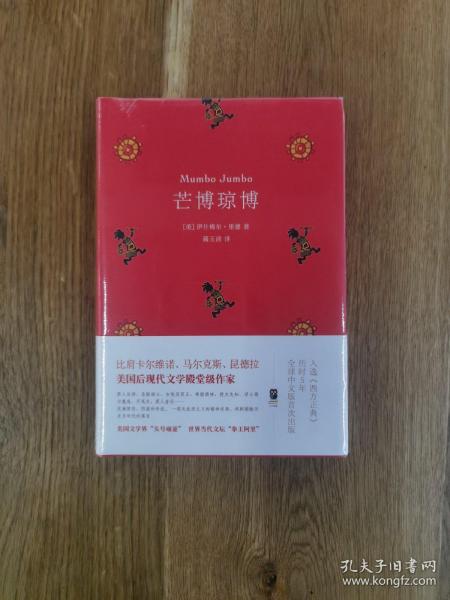 Mumbo Jumbo
芒博琼博
[美] 伊什梅尔·里德 著
蔺玉清 译
比肩卡尔维诺、马尔克斯、昆德拉
美国后现代文学殿堂级作家
美国文学界“头号顽童” 世界当代文坛“拳王阿里”
入选《西方正典》
历时5年
全球中文版首次出版
孔夫子旧书网
www.kongfz.com